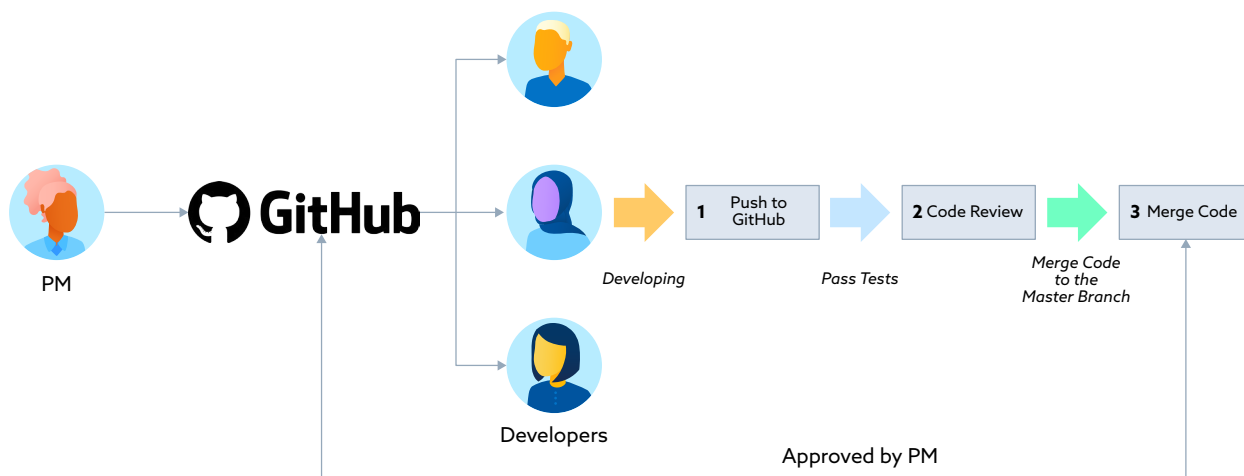 PM
GitHub
Developers
Developing
1 Push to
GitHub
Pass Tests
2 Code Review
Merge Code
to the
Master Branch
3 Merge Code
Approved by PM